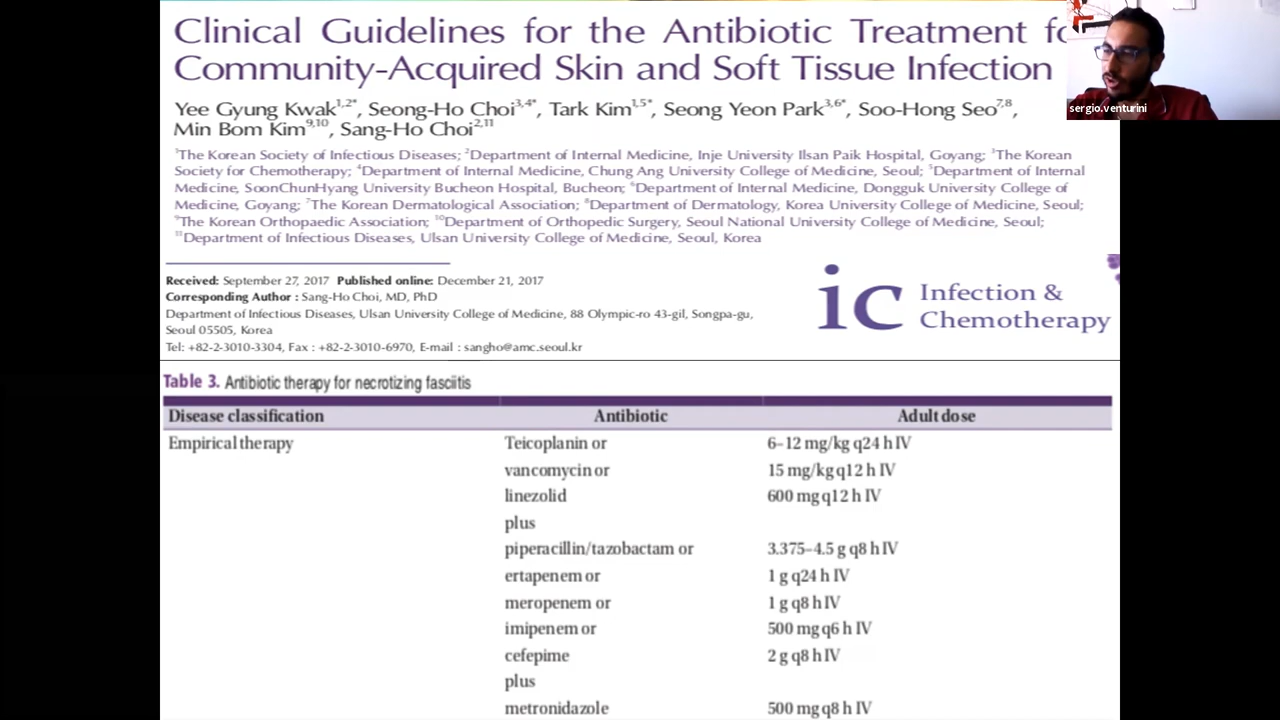 Clinical Guidelines for the Antibiotic Treatment
Community-Acquired Skin and Soft Tissue Infection
Yee Gyung Kwak1,2*, Seong-Ho Choi3,4*, Tark Kim1,5*, Seong Yeon Park3,6*, Soo-Hong Seo7,8,
Min Bom Kim9,10, Sang-Ho Choi2,11
1The Korean Society of Infectious Diseases; 2Department of Internal Medicine, Inje University Ilsan Paik Hospital, Goyang; 3The Korean
Society for Chemotherapy; 4Department of Internal Medicine, Chung Ang University College of Medicine, Seoul; 5Department of Internal
Medicine, SoonChunHyang University Bucheon Hospital, Bucheon; 6Department of Internal Medicine, Dongguk University College of
Medicine, Goyang; 7The Korean Dermatological Association; 8Department of Dermatology, Korea University College of Medicine, Seoul;
9The Korean Orthopaedic Association; 10Department of Orthopedic Surgery, Seoul National University College of Medicine, Seoul;
11Department of Infectious Diseases, Ulsan University College of Medicine, Seoul, Korea
Received: September 27, 2017 Published online: December 21, 2017
Corresponding Author : Sang-Ho Choi, MD, PhD
Department of Infectious Diseases, Ulsan University College of Medicine, 88 Olympic-ro 43-gil, Songpa-gu,
Seoul 05505, Korea
Tel: +82-2-3010-3304, Fax : +82-2-3010-6970, E-mail : sangho@amc.seoul.kr
ic Infection &
Chemotherapy
sergio.venturini
Table 3. Antibiotic therapy for necrotizing fasciitis
Disease classification Antibiotic Adult dose
Empirical therapy Teicoplanin or 6–12 mg/kg q24 h IV
vancomycin or 15 mg/kg q12 h IV
linezolid 600 mg q12 h IV
plus
piperacillin/tazobactam or 3.375–4.5 g q8 h IV
ertapenem or 1 g q24 h IV
meropenem or 1 g q8 h IV
imipenem or 500 mg q6 h IV
cefepime 2 g q8 h IV
plus
metronidazole 500 mg q8 h IV